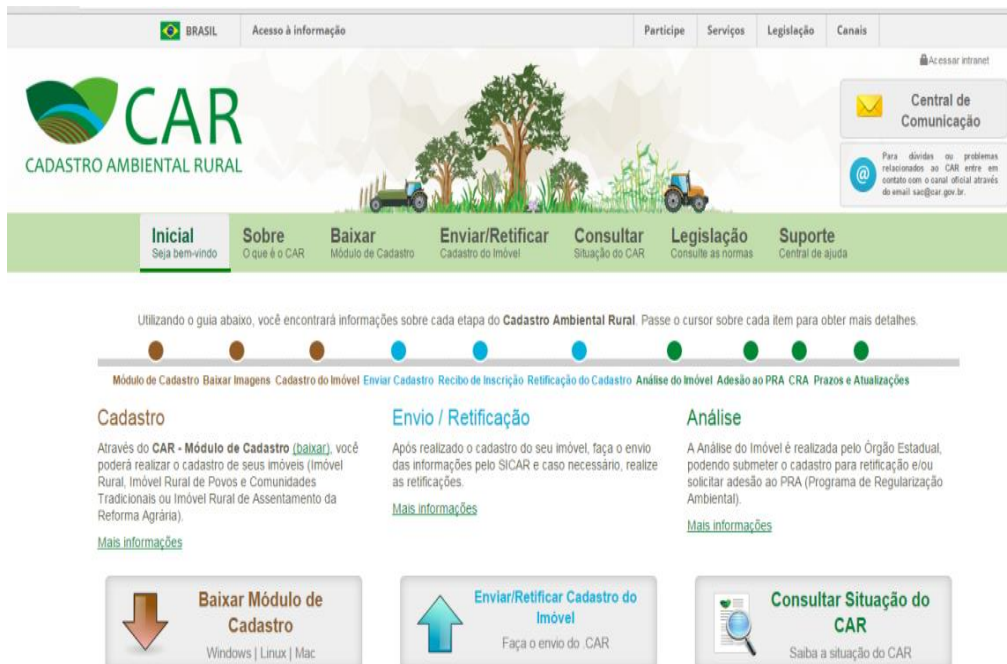 BRASIL
Acesso à informação
Participe
Serviços
Legislação
Canais
Acessar intranet
CAR
CADASTRO AMBIENTAL RURAL
Central de
Comunicação
Para dúvidas ou problemas
relacionados ao CAR entre em
contato com o canal oficial através
do email sac@car.gov.br.
Inicial
Seja bem-vindo
Sobre
O que é o CAR
Baixar
Módulo de Cadastro
Enviar/Retificar
Cadastro do Imóvel
Consultar
Situação do CAR
Legislação
Consulte as normas
Suporte
Central de ajuda
Utilizando o guia abaixo, você encontrará informações sobre cada etapa do Cadastro Ambiental Rural. Passe o cursor sobre cada item para obter mais detalhes.
Módulo de Cadastro Baixar Imagens Cadastro do Imóvel Enviar Cadastro Recibo de Inscrição Retificação do Cadastro Análise do Imóvel Adesão ao PRA CRA Prazos e Atualizações
Cadastro
Através do CAR - Módulo de Cadastro (baixar), você
poderá realizar o cadastro de seus imóveis (Imóvel
Rural, Imóvel Rural de Povos e Comunidades
Tradicionais ou Imóvel Rural de Assentamento da
Reforma Agrária).
Mais informações
Envio / Retificação
Após realizado o cadastro do seu imóvel, faça o envio
das informações pelo SICAR e caso necessário, realize
as retificações.
Mais informações
Análise
A Análise do Imóvel é realizada pelo Órgão Estadual,
podendo submeter o cadastro para retificação e/ou
solicitar adesão ao PRA (Programa de Regularização
Ambiental).
Mais informações
Baixar Módulo de
Cadastro
Windows | Linux | Mac
Enviar/Retificar Cadastro do
Imóvel
Faça o envio do .CAR
Consultar Situação do
CAR
Saiba a situação do CAR